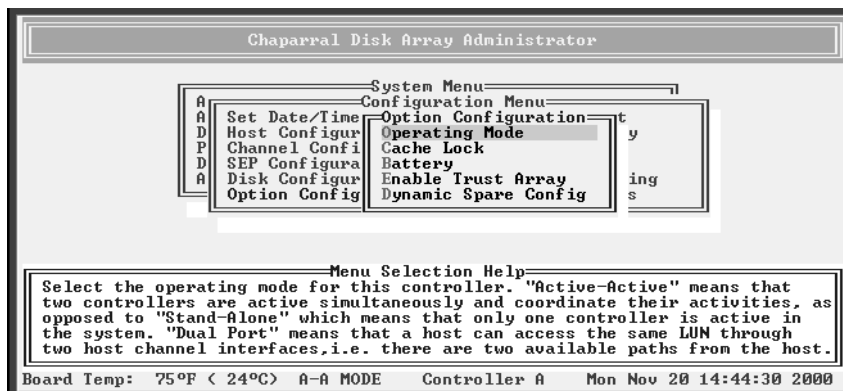 Chaparral Disk Array Administrator
System Menu
A
Configuration Menu
A Set Date/Time Option Configuration t
D Host Configur Operating Mode y
P Channel Confi Cache Lock
D SEP Configura Battery
A Disk Configur Enable Trust Array ing
Option Config Dynamic Spare Config s
Menu Selection Help
Select the operating mode for this controller. "Active-Active" means that
two controllers are active simultaneously and coordinate their activities, as
opposed to "Stand-Alone" which means that only one controller is active in
the system. "Dual Port" means that a host can access the same LUN through
two host channel interfaces,i.e. there are two available paths from the host.
Board Temp: 75ºF ( 24ºC) A-A MODE Controller A Mon Nov 20 14:44:30 2000